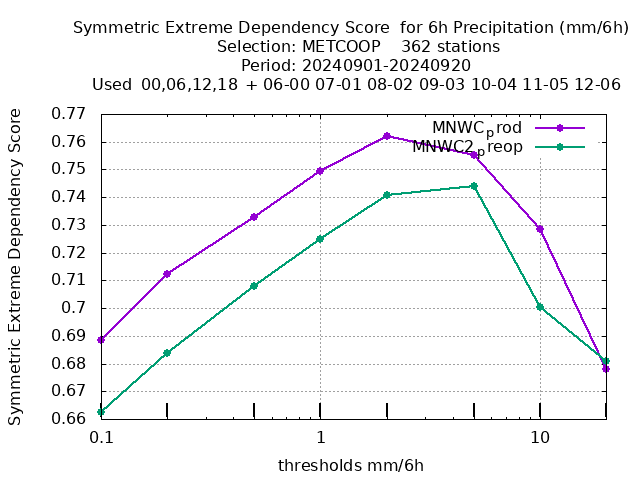 Symmetric Extreme Dependency Score  for 6h Precipitation (mm/6h)
Selection: METCOOP    362 stations
Period: 20240901-20240920
Used  00,06,12,18  + 06-00 07-01 08-02 09-03 10-04 11-05 12-06
Symmetric Extreme Dependency Score
0.77
0.76
0.75
0.74
0.73
0.72
0.71
0.7
0.69
0.68
0.67
0.66
MNWCprod
MNWC2preop
0.1
1
10
thresholds mm/6h